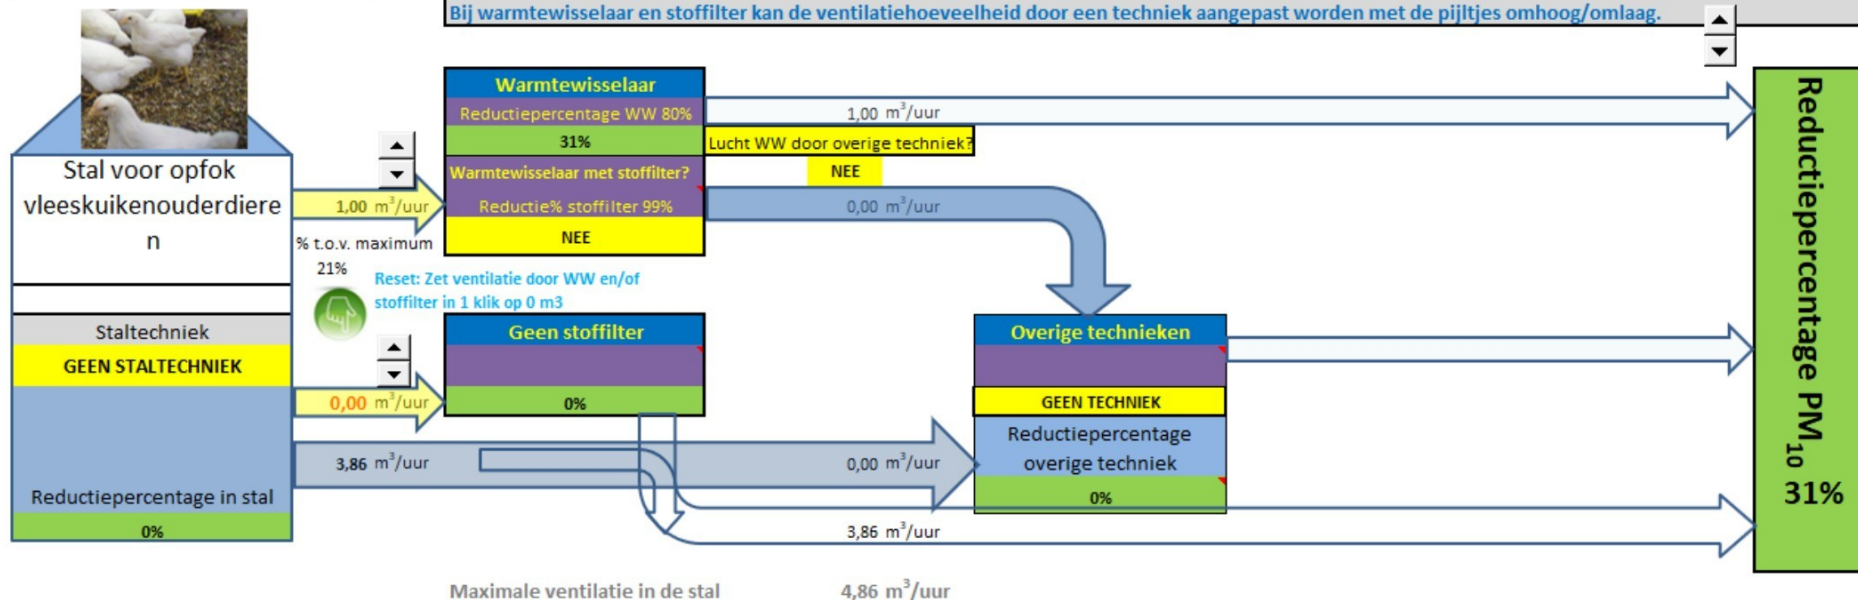 Bij warmtewisselaar en stoffilter kan de ventilatiehoeveelheid door een techniek aangepast worden met de pijltjes omhoog/omlaag.
Warmtewisselaar
Reductiepercentage WW 80%
1,00 m³/uur
31%
Lucht WW door overige techniek?
Stal voor opfok
vleeskuikenouderdiere
n
Warmtewisselaar met stoffilter?
NEE
1,00 m³/uur
Reductie% stoffilter 99%
0,00 m³/uur
NEE
% t.o.v. maximum
21%
Reset: Zet ventilatie door WW en/of
stoffilter in 1 klik op 0 m3
Staltechniek
Geen stoffilter
Overige technieken
GEEN STALTECHNIEK
0,00 m³/uur
0%
GEEN TECHNIEK
Reductiepercentage
overige techniek
3,86 m³/uur
0,00 m³/uur
Reductiepercentage in stal
0%
0%
3,86 m³/uur
Reductiepercentage PM10
31%
Maximale ventilatie in de stal
4,86 m³/uur